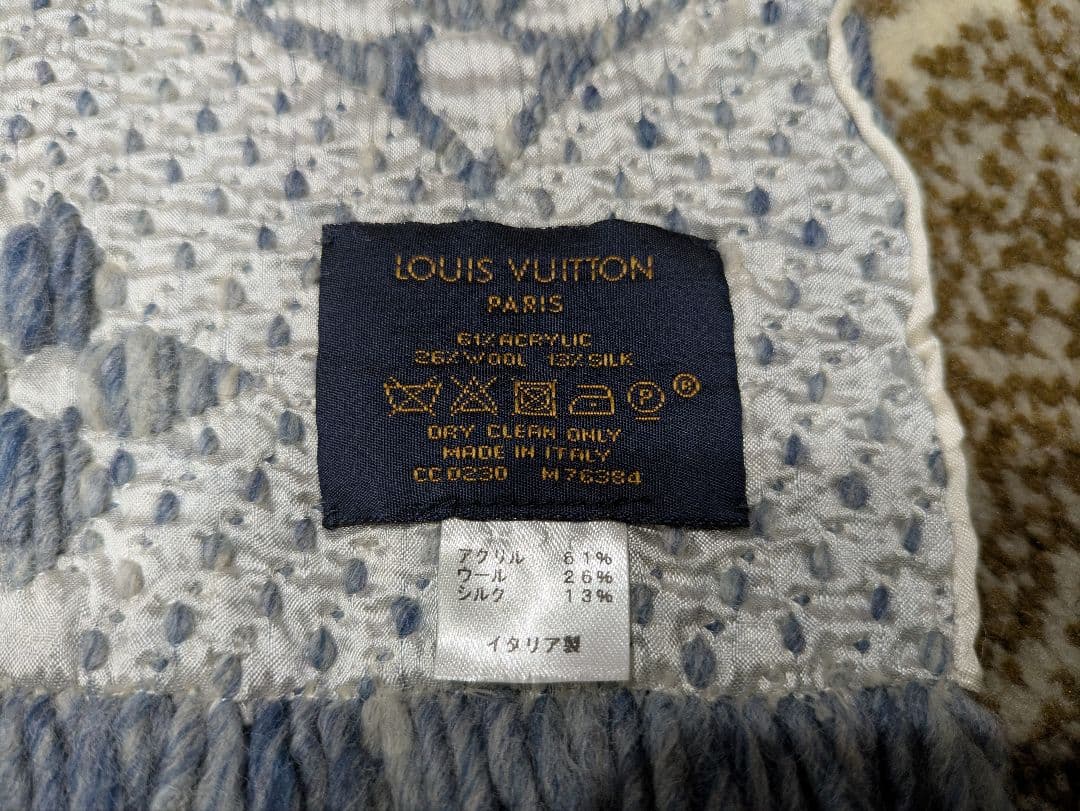 LOUIS VUITTON
PARIS
61% ACRYLIC
26% WOOL 13% SILK
P ©
DRY CLEAN ONLY
MADE IN ITALY
CC0230 M76384
アクリル 61%
ウール 26%
シルク 13%
イタリア製